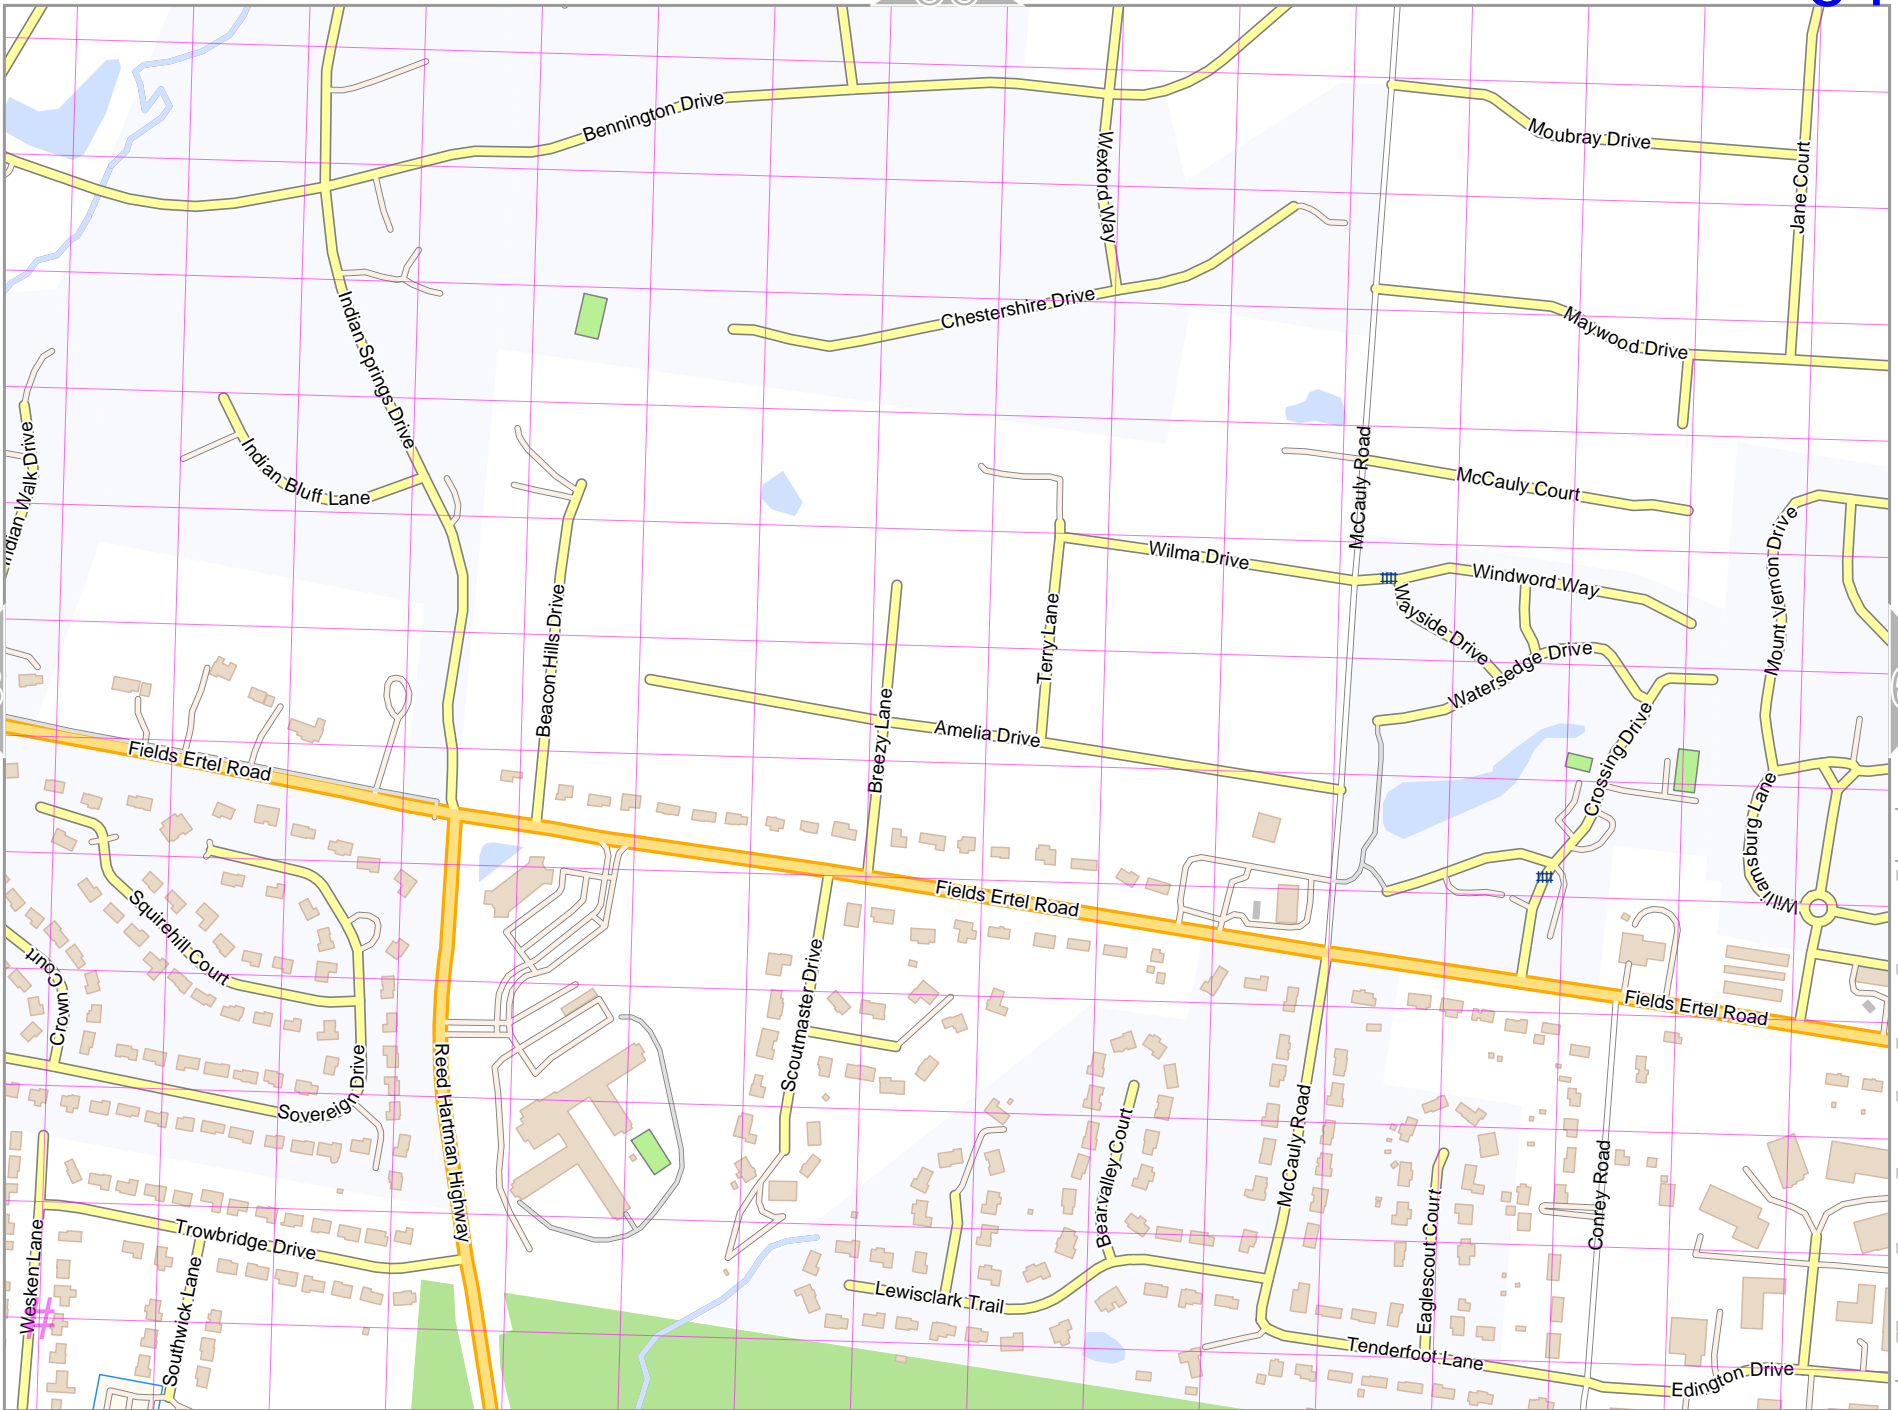 Bennington Drive
Moubray Drive
Wexford Way
Jane Court
Chestershire Drive
Maywood Drive
Indian Springs Drive
Indian Walk Drive
Indian Bluff Lane
McCauly Road
McCauly Court
Wilma Drive
Windword Way
Mount Vernon Drive
Wayside Drive
Beacon Hills Drive
Terry Lane
Watersedge Drive
Breezy Lane
Amelia Drive
Fields Ertel Road
Crossing Drive
Williamsburg Lane
Fields Ertel Road
Squirehill Court
Crown Court
Scoutmaster Drive
Fields Ertel Road
Sovereign Drive
Reed Hartman Highway
McCauly Road
Bearvalley Court
Conrey Road
Eaglescout Court
Trowbridge Drive
Wesken Lane
Southwick Lane
Lewisclark Trail
Tenderfoot Lane
Edington Drive